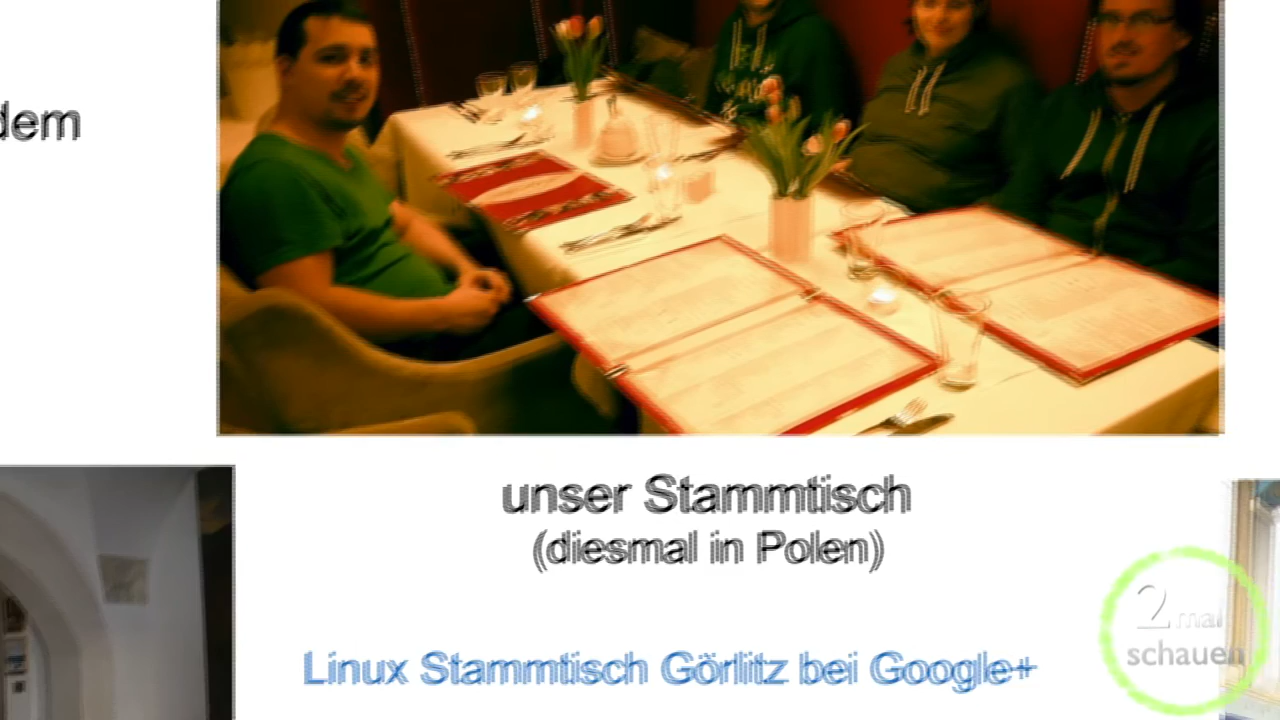 dem
unser Stammtisch
(diesmal in Polen)
Linux Stammtisch Görlitz bei Google+
2 mal
schauen